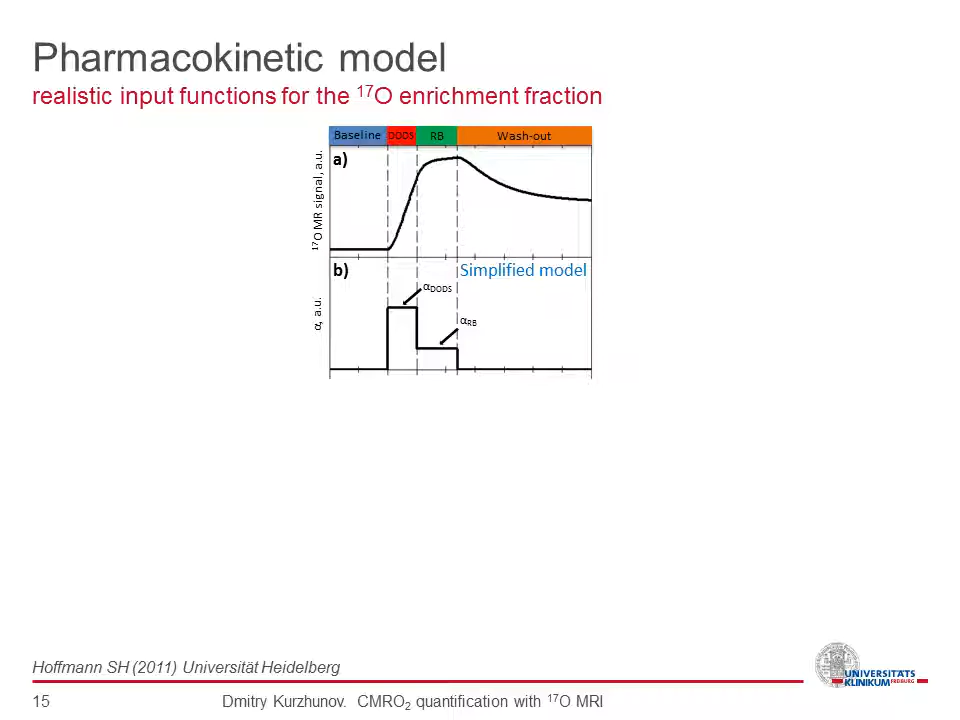 Pharmacokinetic model
realistic input functions for the ¹⁷O enrichment fraction
Baseline DODS RB Wash-out
a)
¹⁷O MR signal, a.u.
b) Simplified model
αDODS
αRB
α, a.u.
Hoffmann SH (2011) Universität Heidelberg
UNIVERSITÄTS
KLINIKUM FREIBURG
15 Dmitry Kurzhunov. CMRO₂ quantification with ¹⁷O MRI